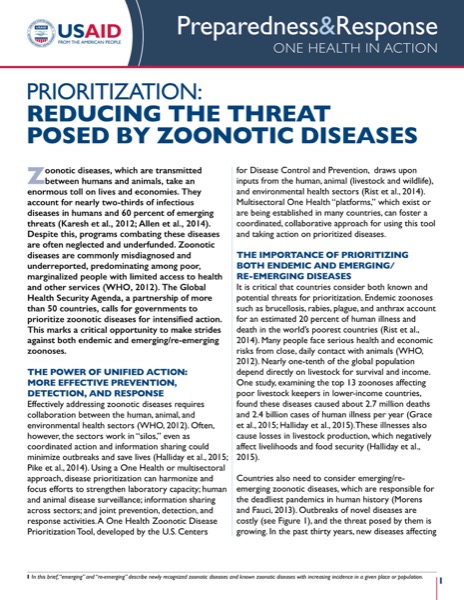 USAID
FROM THE AMERICAN PEOPLE
Preparedness&Response
ONE HEALTH IN ACTION
PRIORITIZATION:
REDUCING THE THREAT
POSED BY ZOONOTIC DISEASES
Zoonotic diseases, which are transmitted
between humans and animals, take an
enormous toll on lives and economies. They
account for nearly two-thirds of infectious
diseases in humans and 60 percent of emerging
threats (Karesh et al., 2012; Allen et al., 2014).
Despite this, programs combating these diseases
are often neglected and underfunded. Zoonotic
diseases are commonly misdiagnosed and
underreported, predominating among poor,
marginalized people with limited access to health
and other services (WHO, 2012). The Global
Health Security Agenda, a partnership of more
than 50 countries, calls for governments to
prioritize zoonotic diseases for intensified action.
This marks a critical opportunity to make strides
against both endemic and emerging/re-emerging
zoonoses.
THE POWER OF UNIFIED ACTION:
MORE EFFECTIVE PREVENTION,
DETECTION, AND RESPONSE
Effectively addressing zoonotic diseases requires
collaboration between the human, animal, and
environmental health sectors (WHO, 2012). Often,
however, the sectors work in “silos,” even as
coordinated action and information sharing could
minimize outbreaks and save lives (Halliday et al., 2015;
Pike et al., 2014). Using a One Health or multisectoral
approach, disease prioritization can harmonize and
focus efforts to strengthen laboratory capacity; human
and animal disease surveillance; information sharing
across sectors; and joint prevention, detection, and
response activities. A One Health Zoonotic Disease
Prioritization Tool, developed by the U.S. Centers
for Disease Control and Prevention, draws upon
inputs from the human, animal (livestock and wildlife),
and environmental health sectors (Rist et al., 2014).
Multisectoral One Health “platforms,” which exist or
are being established in many countries, can foster a
coordinated, collaborative approach for using this tool
and taking action on prioritized diseases.
THE IMPORTANCE OF PRIORITIZING
BOTH ENDEMIC AND EMERGING/
RE-EMERGING DISEASES
It is critical that countries consider both known and
potential threats for prioritization. Endemic zoonoses
such as brucellosis, rabies, plague, and anthrax account
for an estimated 20 percent of human illness and
death in the world’s poorest countries (Rist et al.,
2014). Many people face serious health and economic
risks from close, daily contact with animals (WHO,
2012). Nearly one-tenth of the global population
depend directly on livestock for survival and income.
One study, examining the top 13 zoonoses affecting
poor livestock keepers in lower-income countries,
found these diseases caused about 2.7 million deaths
and 2.4 billion cases of human illness per year (Grace
et al., 2015; Halliday et al., 2015). These illnesses also
cause losses in livestock production, which negatively
affect livelihoods and food security (Halliday et al.,
2015).
Countries also need to consider emerging/re-
emerging zoonotic diseases, which are responsible for
the deadliest pandemics in human history (Morens
and Fauci, 2013). Outbreaks of novel diseases are
costly (see Figure 1), and the threat posed by them is
growing. In the past thirty years, new diseases affecting
1 In this brief, “emerging” and “re-emerging” describe newly recognized zoonotic diseases and known zoonotic diseases with increasing incidence in a given place or population.
1